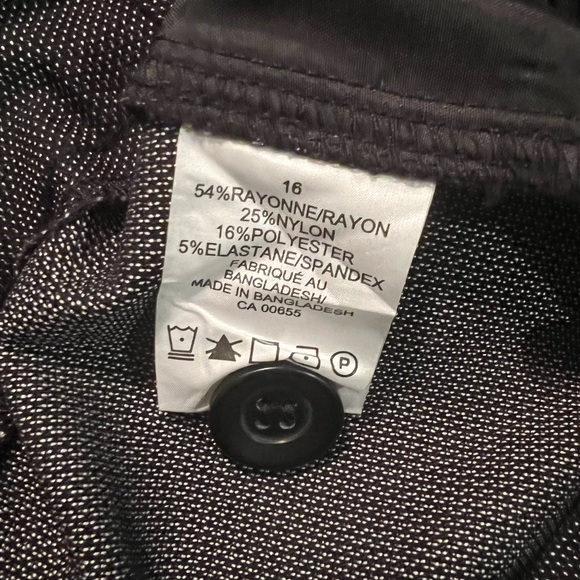 16
54%RAYONNE/RAYON
25%NYLON
16%POLYESTER
5%ELASTANE/SPANDEX
FABRIQUÉ AU
BANGLADESH/
MADE IN BANGLADESH
CA 00655
P